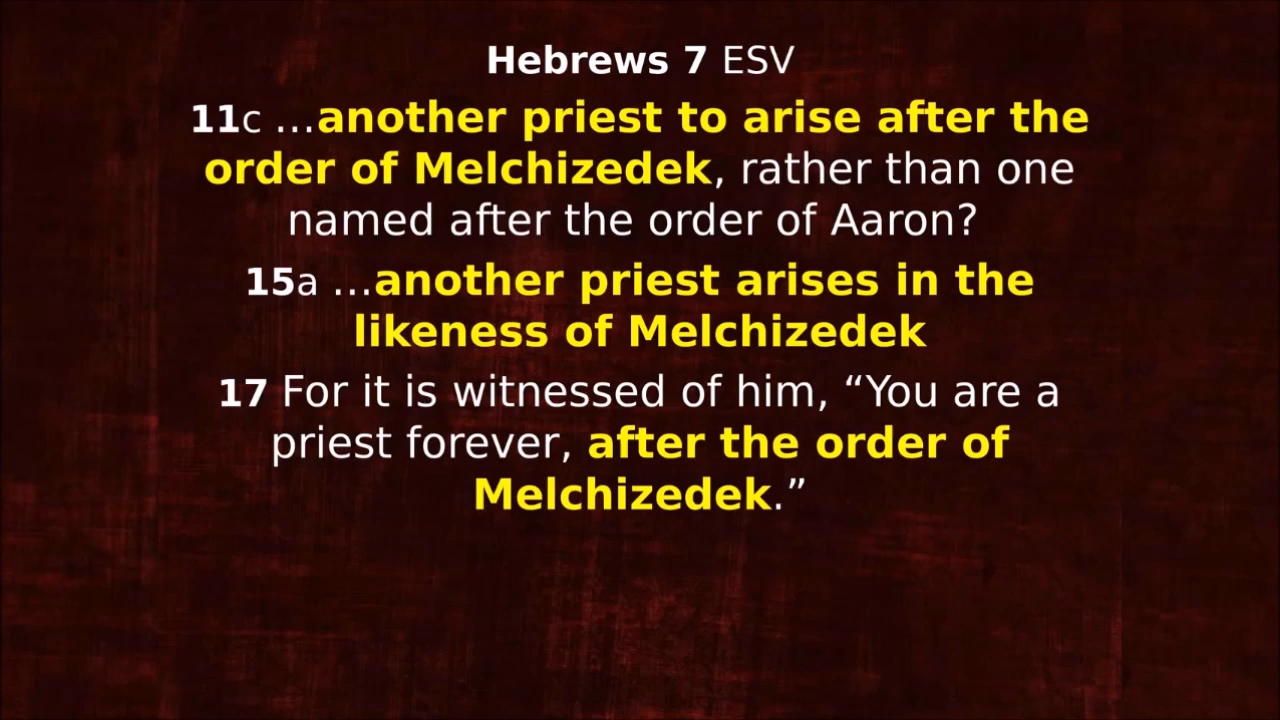 Hebrews 7 ESV
11c …another priest to arise after the
order of Melchizedek, rather than one
named after the order of Aaron?
15a …another priest arises in the
likeness of Melchizedek
17 For it is witnessed of him, “You are a
priest forever, after the order of
Melchizedek.”